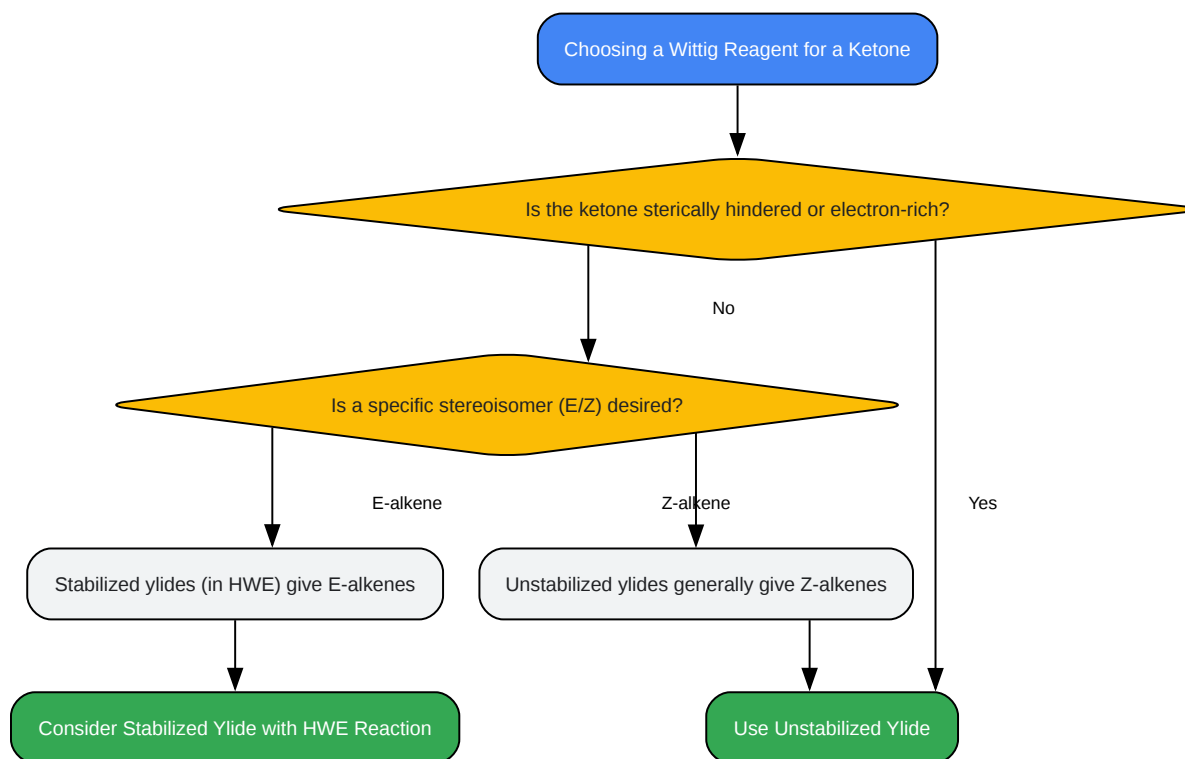 Choosing a Wittig Reagent for a Ketone
Is the ketone sterically hindered or electron-rich?
No
Is a specific stereoisomer (E/Z) desired?
E-alkene
Z-alkene
Yes
Stabilized ylides (in HWE) give E-alkenes
Unstabilized ylides generally give Z-alkenes
Consider Stabilized Ylide with HWE Reaction
Use Unstabilized Ylide